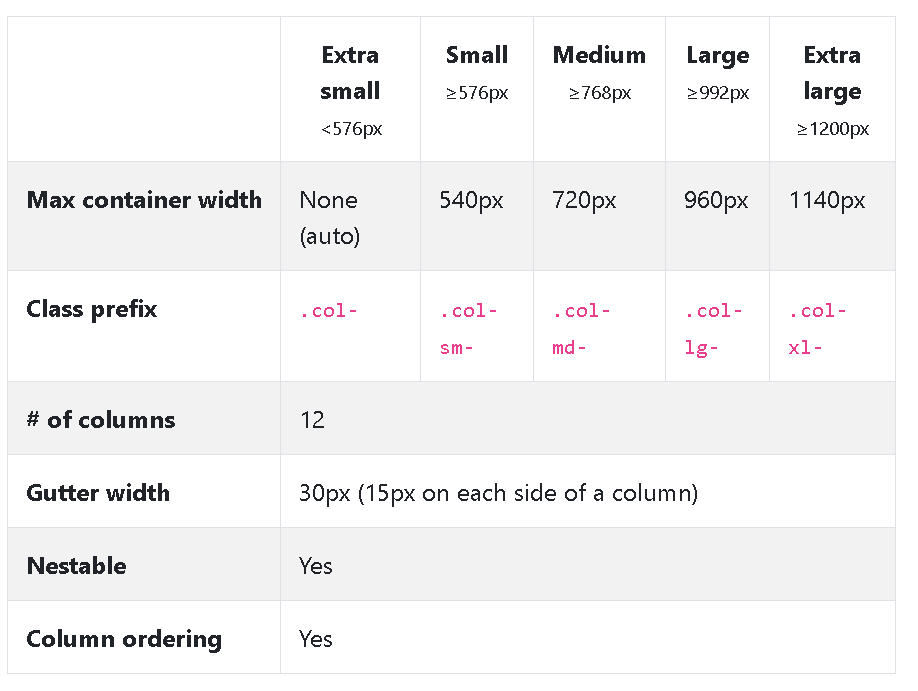 Extra small <576px
Small ≥576px
Medium ≥768px
Large ≥992px
Extra large ≥1200px
Max container width
None (auto)
540px
720px
960px
1140px
Class prefix
.col-
.col-sm-
.col-md-
.col-lg-
.col-xl-
# of columns
12
Gutter width
30px (15px on each side of a column)
Nestable
Yes
Column ordering
Yes